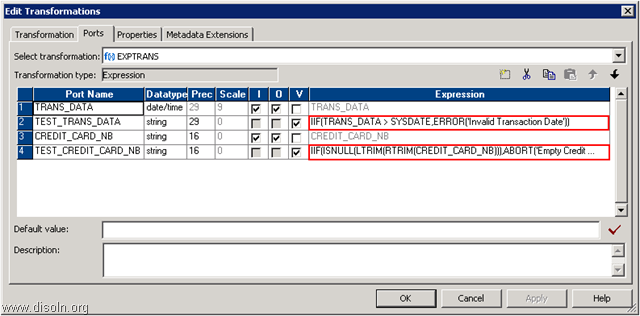 Edit Transformations
Transformation Ports Properties Metadata Extensions
Select transformation: f(x) EXPTRANS
Transformation type: Expression
Port Name Datatype Prec Scale I O V Expression
1 TRANS_DATA date/time 29 9 TRANS_DATA
2 TEST_TRANS_DATA string 29 0 IIF(TRANS_DATA > SYSDATE,ERROR('Invalid Transaction Date'))
3 CREDIT_CARD_NB string 16 0 CREDIT_CARD_NB
4 TEST_CREDIT_CARD_NB string 16 0 IIF(ISNULL(LTRIM(RTRIM(CREDIT_CARD_NB))),ABORT('Empty Credit ...
Default value:
Description:
OK Cancel Apply Help
www.disoln.org